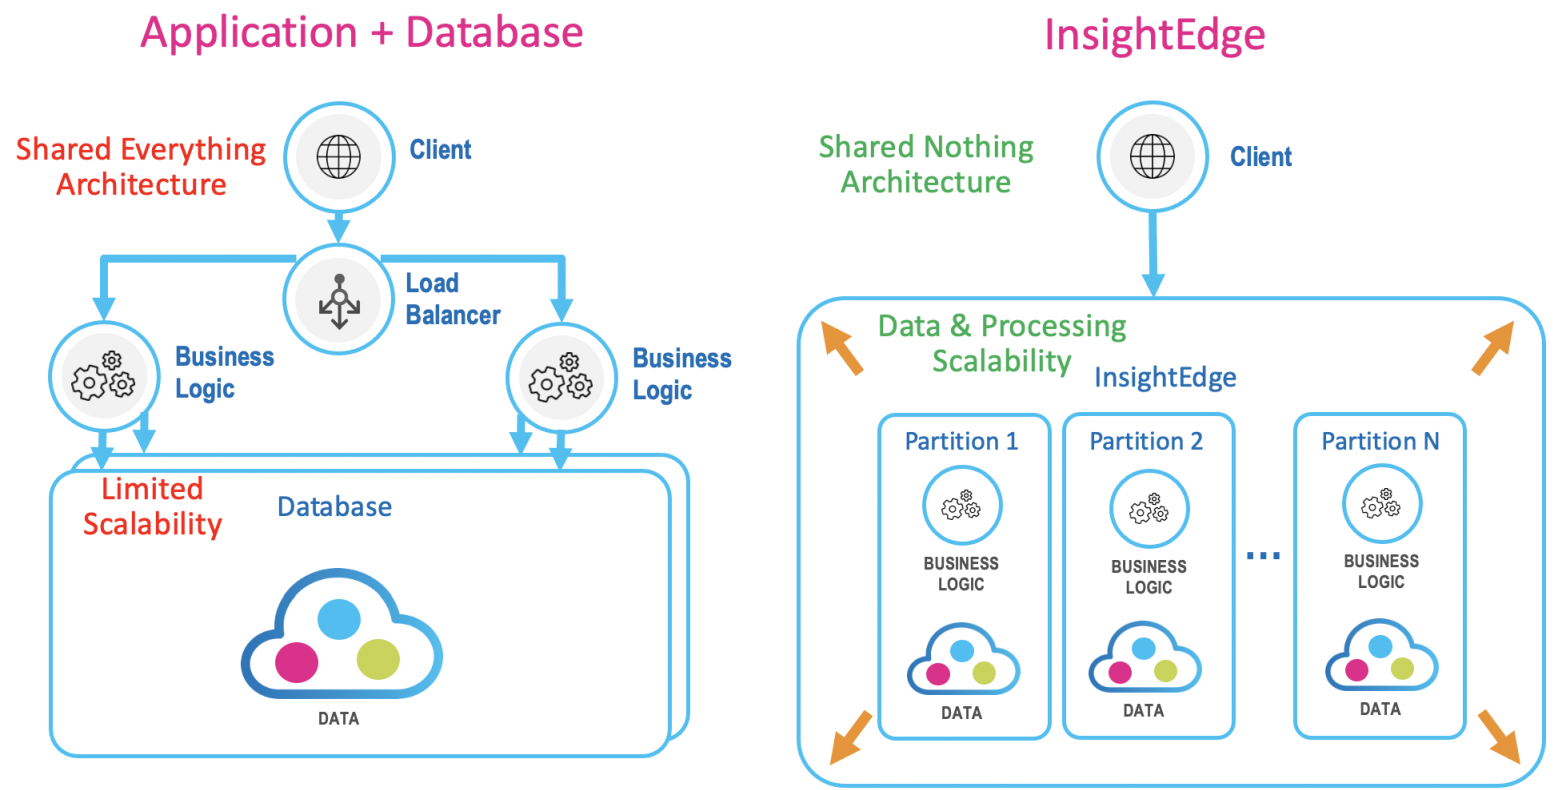 Application + Database
Shared Everything
Architecture
Client
Load
Balancer
Business
Logic
Business
Logic
Limited
Scalability
Database
DATA
InsightEdge
Shared Nothing
Architecture
Client
Data & Processing
Scalability
InsightEdge
Partition 1
BUSINESS
LOGIC
DATA
Partition 2
BUSINESS
LOGIC
DATA
...
Partition N
BUSINESS
LOGIC
DATA